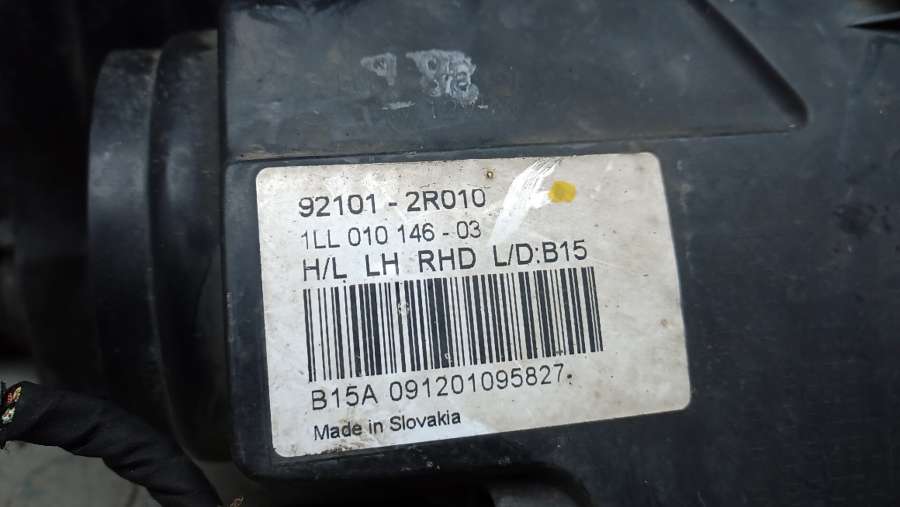 92101-2R010
1LL 010 146-03
H/L LH RHD L/D:B15
B15A 091201095827
Made in Slovakia